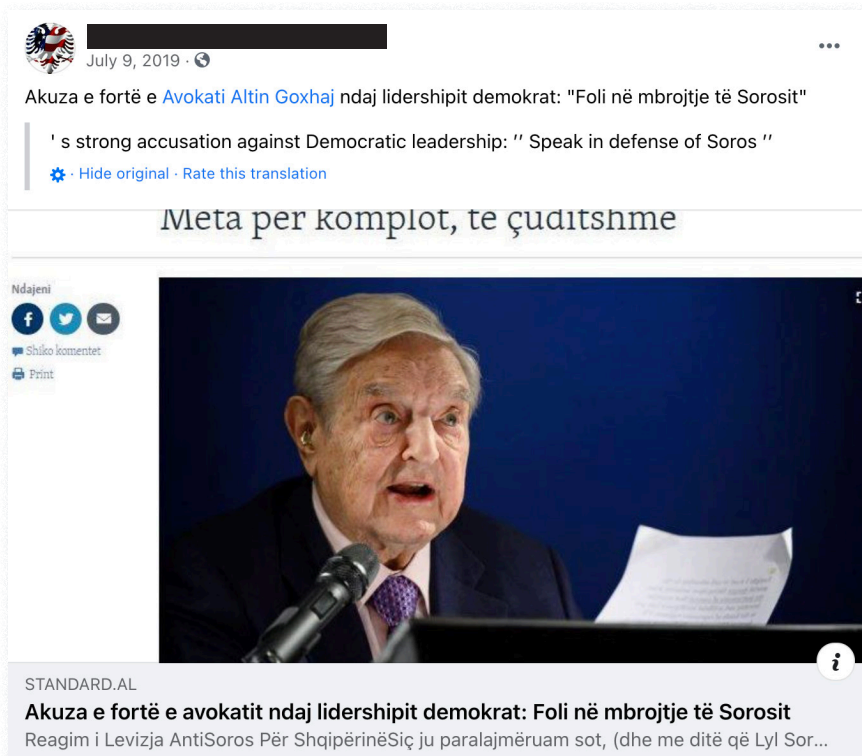 July 9, 2019 ·
Akuza e fortë e Avokati Altin Goxhaj ndaj lidershipit demokrat: "Foli në mbrojtje të Sorosit"
' s strong accusation against Democratic leadership: ’’ Speak in defense of Soros ’’
· Hide original · Rate this translation
Meta për komplot, të çuditshme
Ndajeni
Shiko komentet
Print
STANDARD.AL
Akuza e fortë e avokatit ndaj lidershipit demokrat: Foli në mbrojtje të Sorosit
Reagim i Levizja AntiSoros Për ShqipërinëSiç ju paralajmëruam sot, (dhe me ditë që Lyl Sor...